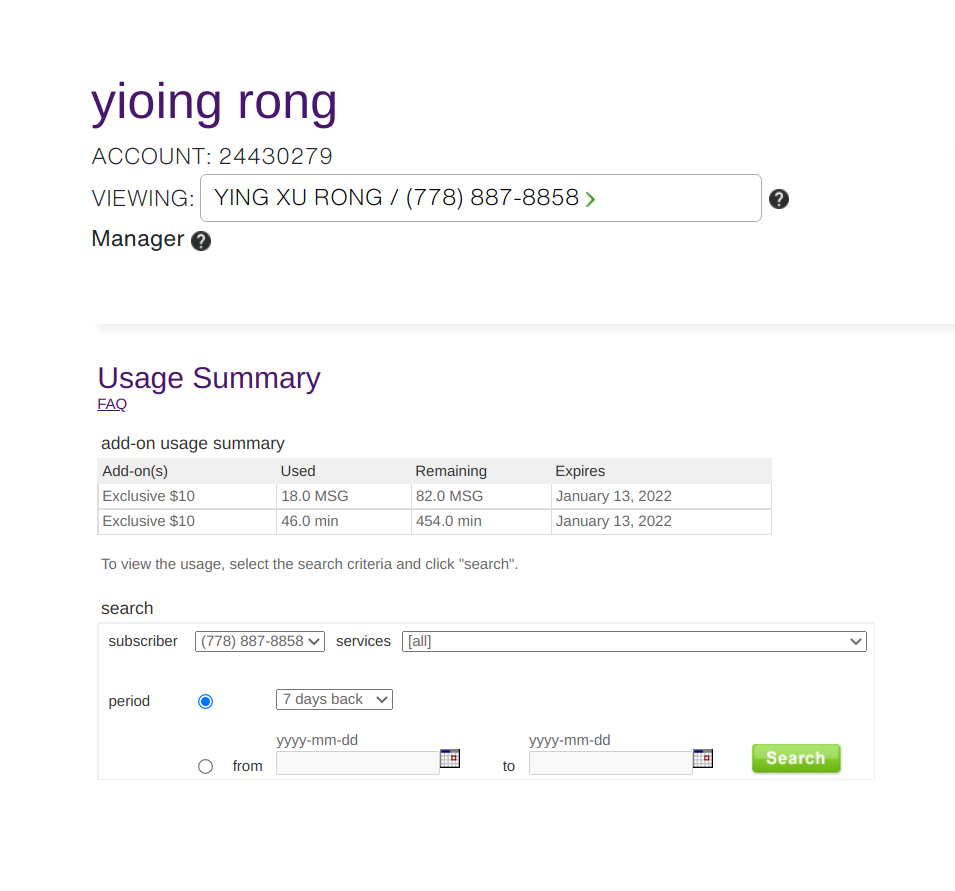 yioing rong
ACCOUNT: 24430279
VIEWING: YING XU RONG / (778) 887-8858
Manager
Usage Summary
FAQ
add-on usage summary
Add-on(s) Used Remaining Expires
Exclusive $10 18.0 MSG 82.0 MSG January 13, 2022
Exclusive $10 46.0 min 454.0 min January 13, 2022
To view the usage, select the search criteria and click "search".
search
subscriber (778) 887-8858 services [all]
period 7 days back
yyyy-mm-dd yyyy-mm-dd
from to Search